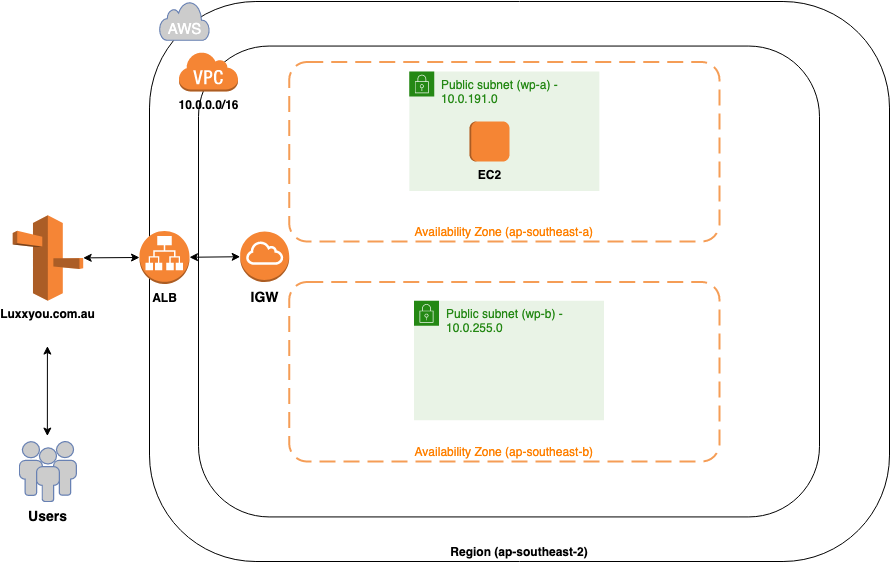 AWS
VPC
10.0.0.0/16
Public subnet (wp-a) -
10.0.191.0
EC2
Availability Zone (ap-southeast-a)
Luxxyou.com.au
ALB
IGW
Public subnet (wp-b) -
10.0.255.0
Availability Zone (ap-southeast-b)
Users
Region (ap-southeast-2)